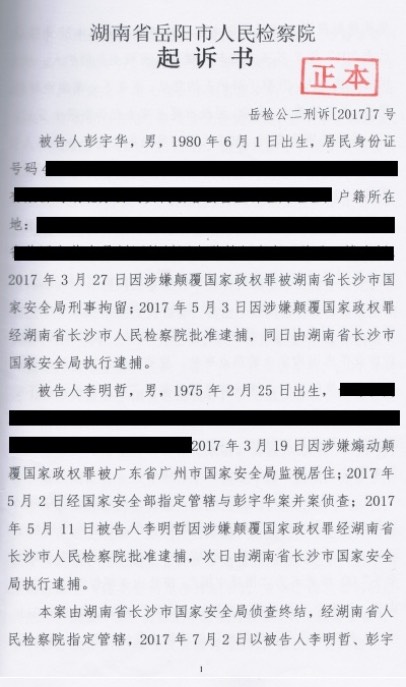 湖南省岳阳市人民检察院
起诉书
正本
岳检公二刑诉[2017]7号
被告人彭宇华，男，1980年6月1日出生，居民身份证
号码4
户籍所在
地：
2017年3月27日因涉嫌颠覆国家政权罪被湖南省长沙市国
家安全局刑事拘留；2017年5月3日因涉嫌颠覆国家政权罪
经湖南省长沙市人民检察院批准逮捕，同日由湖南省长沙市
国家安全局执行逮捕。
被告人李明哲，男，1975年2月25日出生，
2017年3月19日因涉嫌煽动颠
覆国家政权罪被广东省广州市国家安全局监视居住；2017年
5月2日经国家安全部指定管辖与彭宇华案并案侦查；2017
年5月11日被告人李明哲因涉嫌颠覆国家政权罪经湖南省
长沙市人民检察院批准逮捕，次日由湖南省长沙市国家安全
局执行逮捕。
本案由湖南省长沙市国家安全局侦查终结，经湖南省人
民检察院指定管辖，2017年7月2日以被告人李明哲、彭宇
1